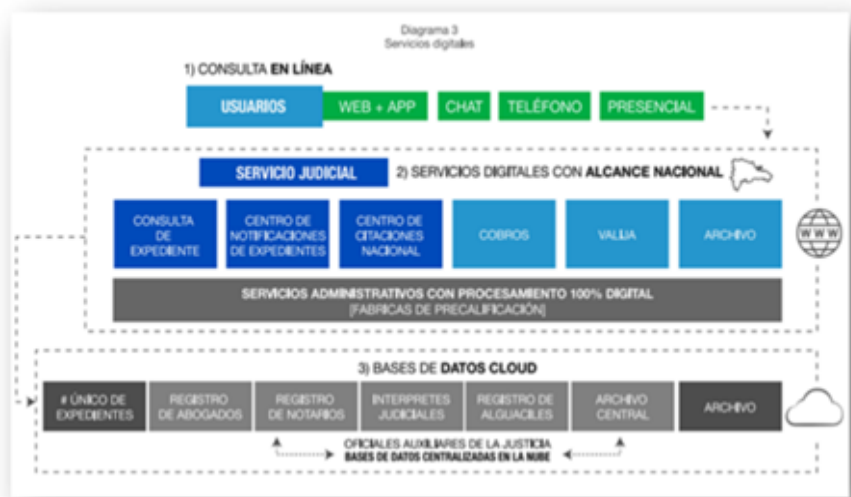 Diagrama 3
Servicios digitales
1) CONSULTA EN LÍNEA
USUARIOS
WEB + APP
CHAT
TELÉFONO
PRESENCIAL
SERVICIO JUDICIAL
2) SERVICIOS DIGITALES CON ALCANCE NACIONAL
CONSULTA
DE
EXPEDIENTE
CENTRO DE
NOTIFICACIONES
DE EXPEDIENTES
CENTRO DE
CITACIONES
NACIONAL
COBROS
ARCHIVO
WWW
SERVICIOS ADMINISTRATIVOS CON PROCESAMIENTO 100% DIGITAL
[FABRICAS DE PRECALIFICACIÓN]
3) BASES DE DATOS CLOUD
# ÚNICO DE
EXPEDIENTES
REGISTRO
DE ABOGADOS
REGISTRO
DE NOTARIOS
INTERPRETES
JUDICIALES
REGISTRO DE
ALGUACILES
ARCHIVO
CENTRAL
ARCHIVO
OFICIALES AUXILIARES DE LA JUSTICIA
BASES DE DATOS CENTRALIZADAS EN LA NUBE